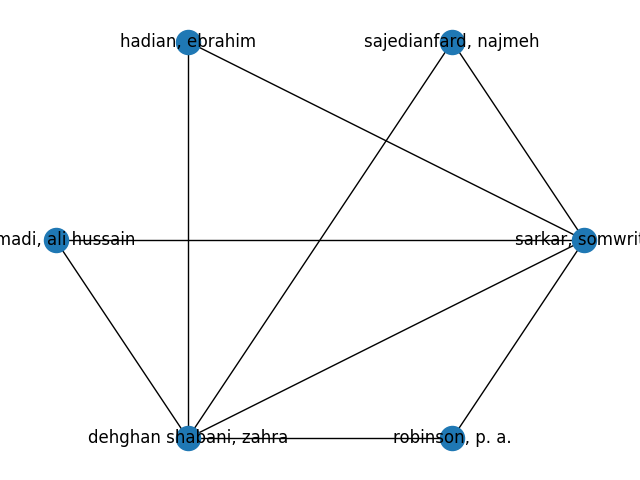 hadian, ebrahim
sajedianfard, najmeh
madi, ali hussain
sarkar, somwrit
dehghan shabani, zahra
robinson, p. a.